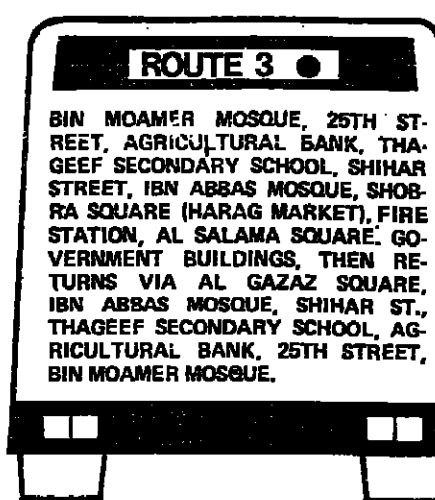 ROUTE 3
BIN MOAMER MOSQUE, 25TH ST-
REET, AGRICULTURAL BANK, THA-
GEEF SECONDARY SCHOOL, SHIHAR
STREET, IBN ABBAS MOSQUE, SHOB-
RA SQUARE (HARAG MARKET), FIRE
STATION, AL SALAMA SQUARE. GO-
VERNMENT BUILDINGS, THEN RE-
TURNS VIA AL GAZAZ SQUARE,
IBN ABBAS MOSQUE, SHIHAR ST.,
THAGEEF SECONDARY SCHOOL, AG-
RICULTURAL BANK, 25TH STREET,
BIN MOAMER MOSQUE.